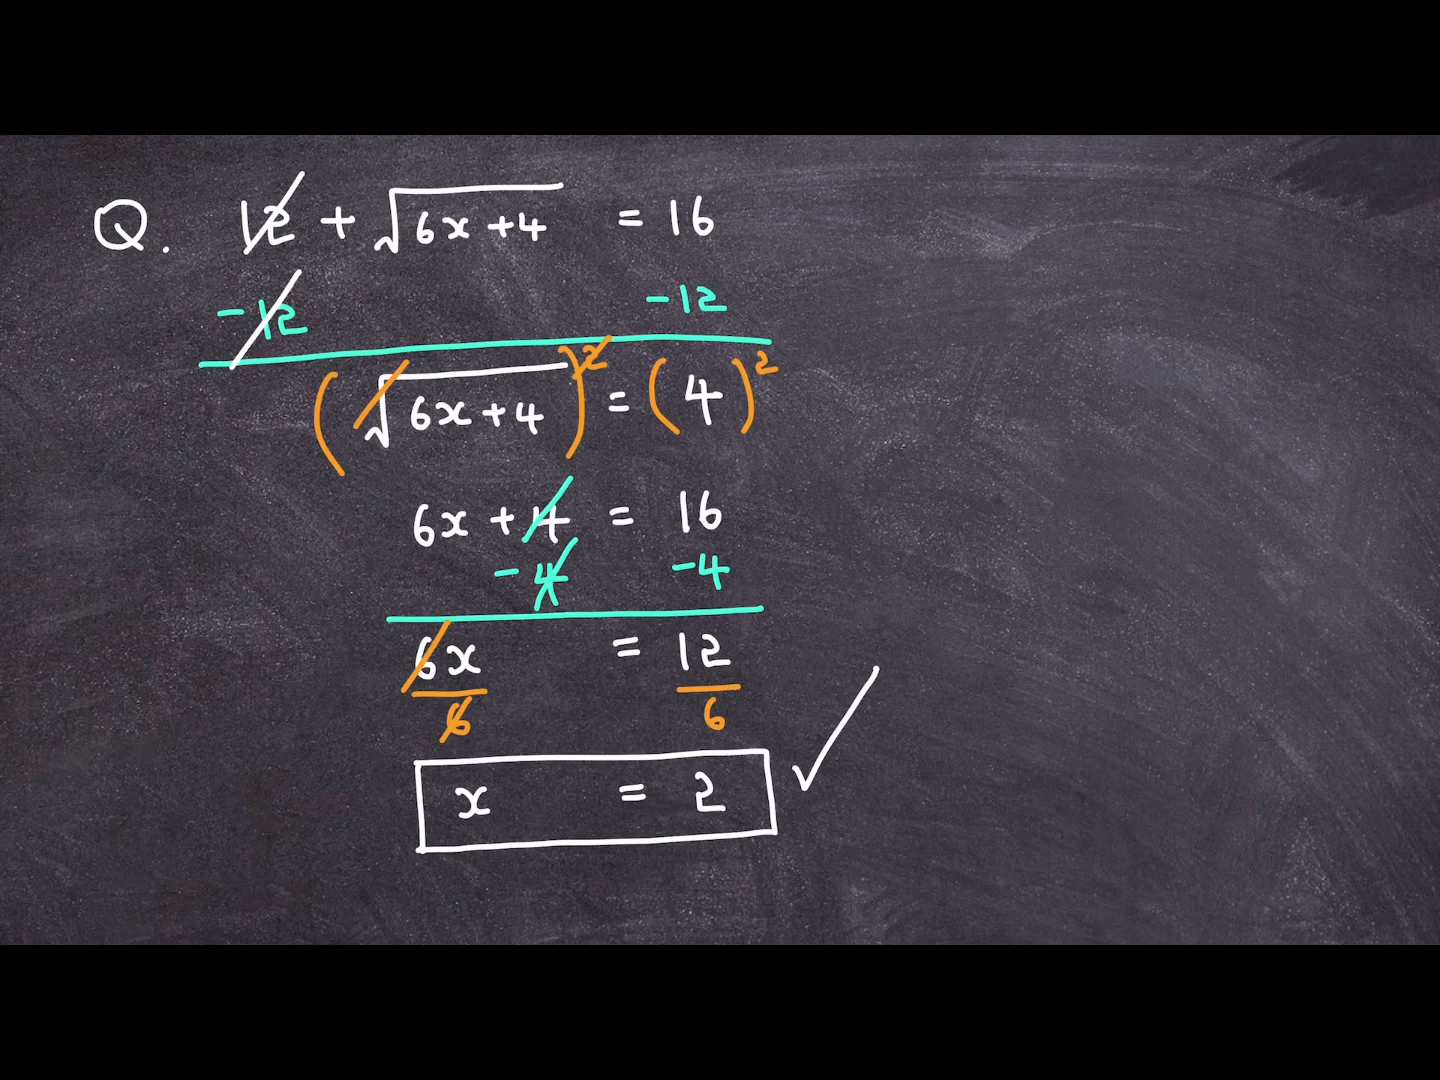 Q. 12 + √6x+4 = 16
-12 -12
(√6x+4)² = (4)²
6x + 4 = 16
-4 -4
6x = 12
6 6
x = 2